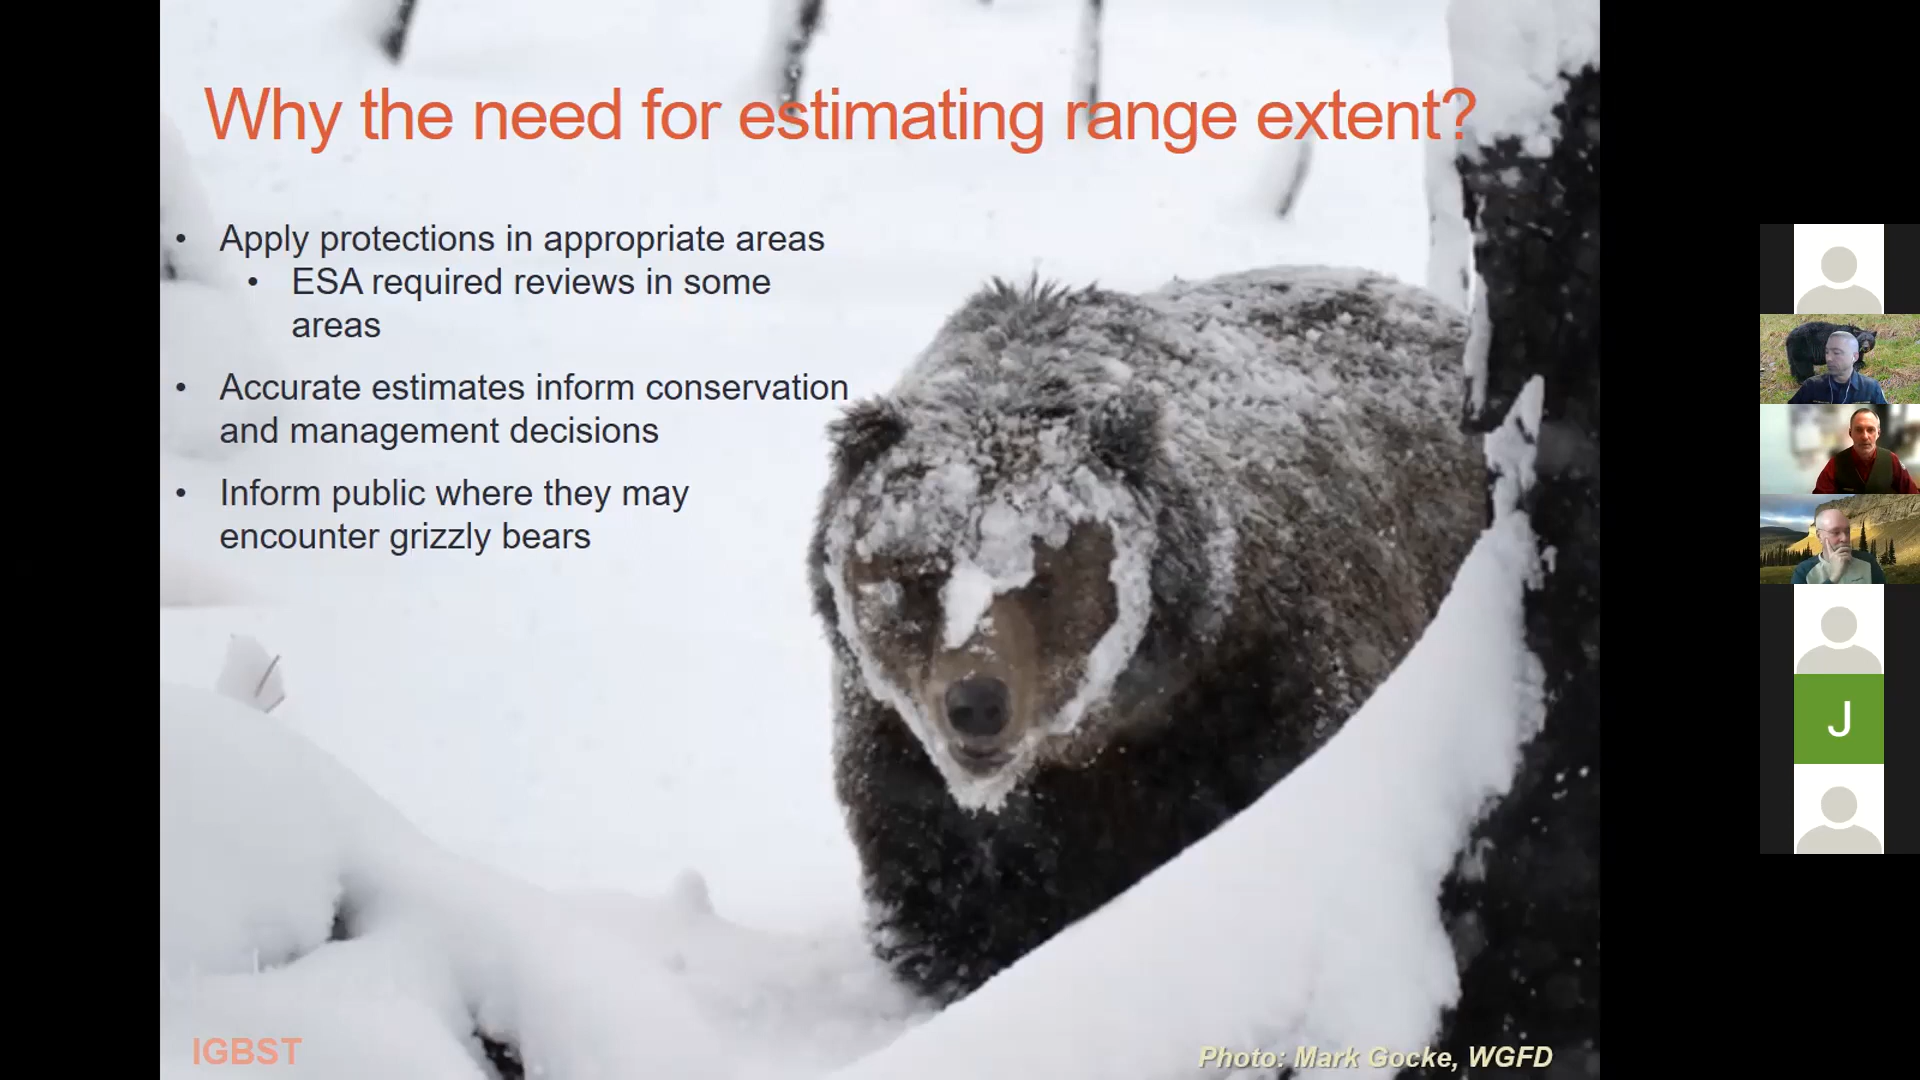 Why the need for estimating range extent?
• Apply protections in appropriate areas
• ESA required reviews in some
areas
• Accurate estimates inform conservation
and management decisions
• Inform public where they may
encounter grizzly bears
IGBST
Photo: Mark Gocke, WGFD
J